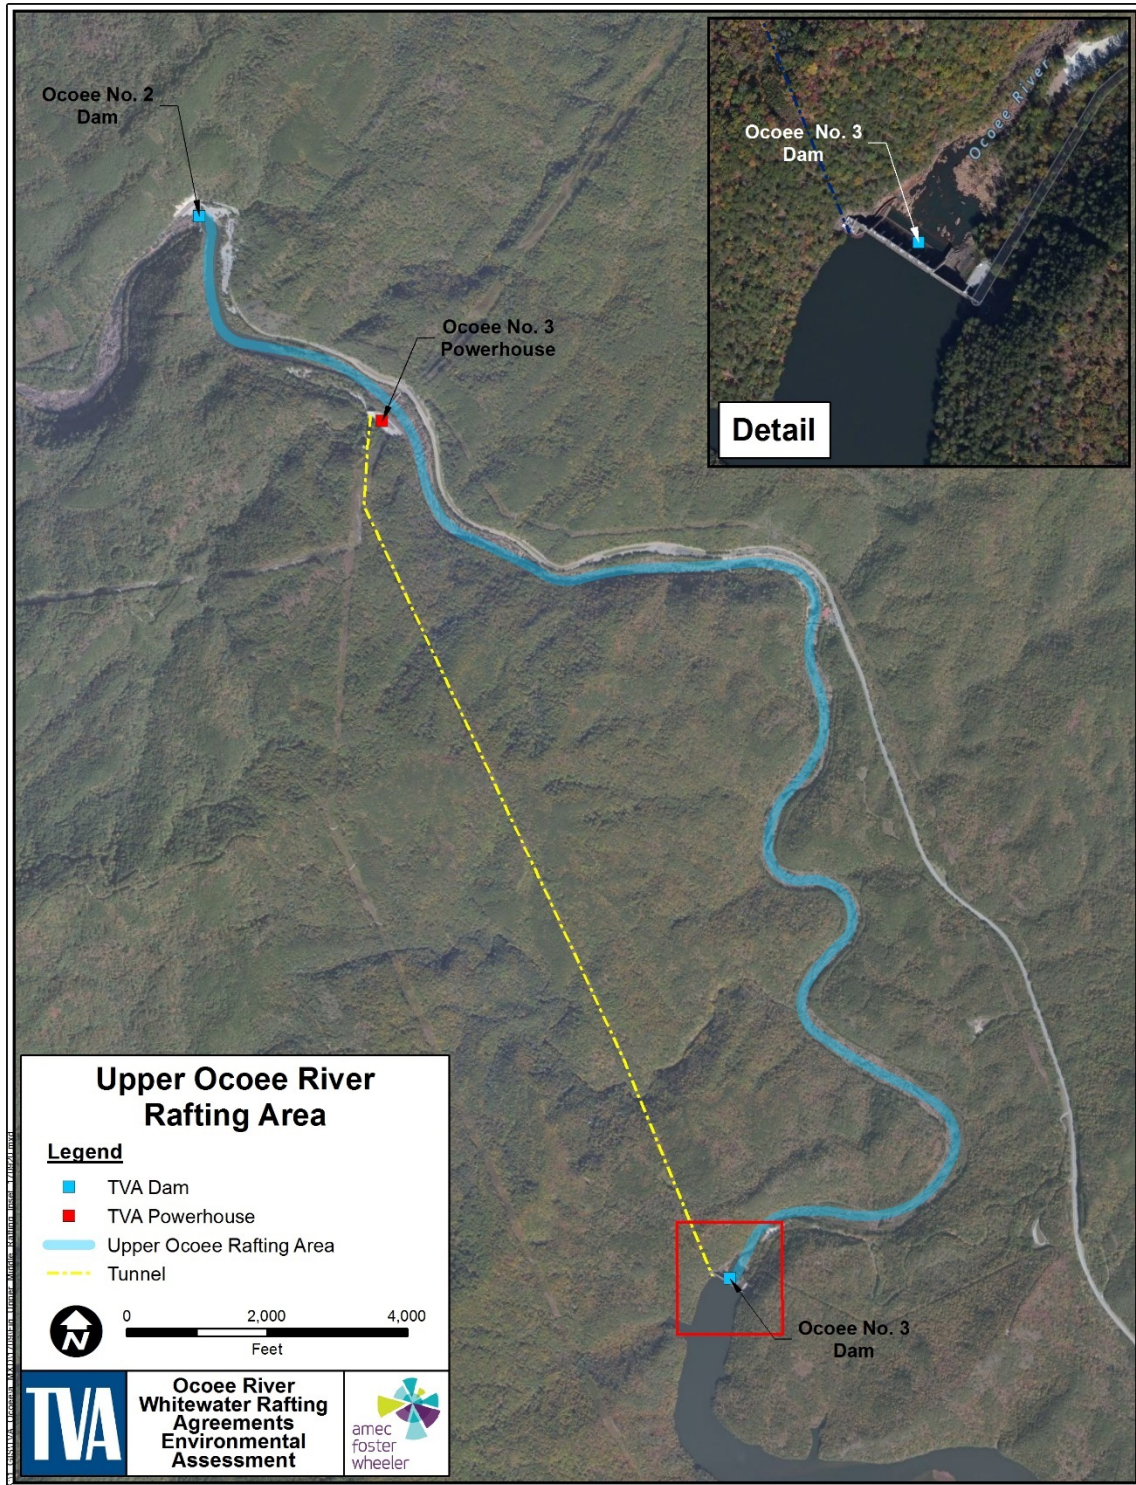 Ocoee No. 2
Dam
Ocoee No. 3
Dam
Ocoee River
Detail
Ocoee No. 3
Powerhouse
Upper Ocoee River
Rafting Area
Legend
TVA Dam
TVA Powerhouse
Upper Ocoee Rafting Area
Tunnel
N
0 2,000 4,000
Feet
Ocoee No. 3
Dam
TVA
Ocoee River
Whitewater Rafting
Agreements
Environmental
Assessment
amec
foster
wheeler